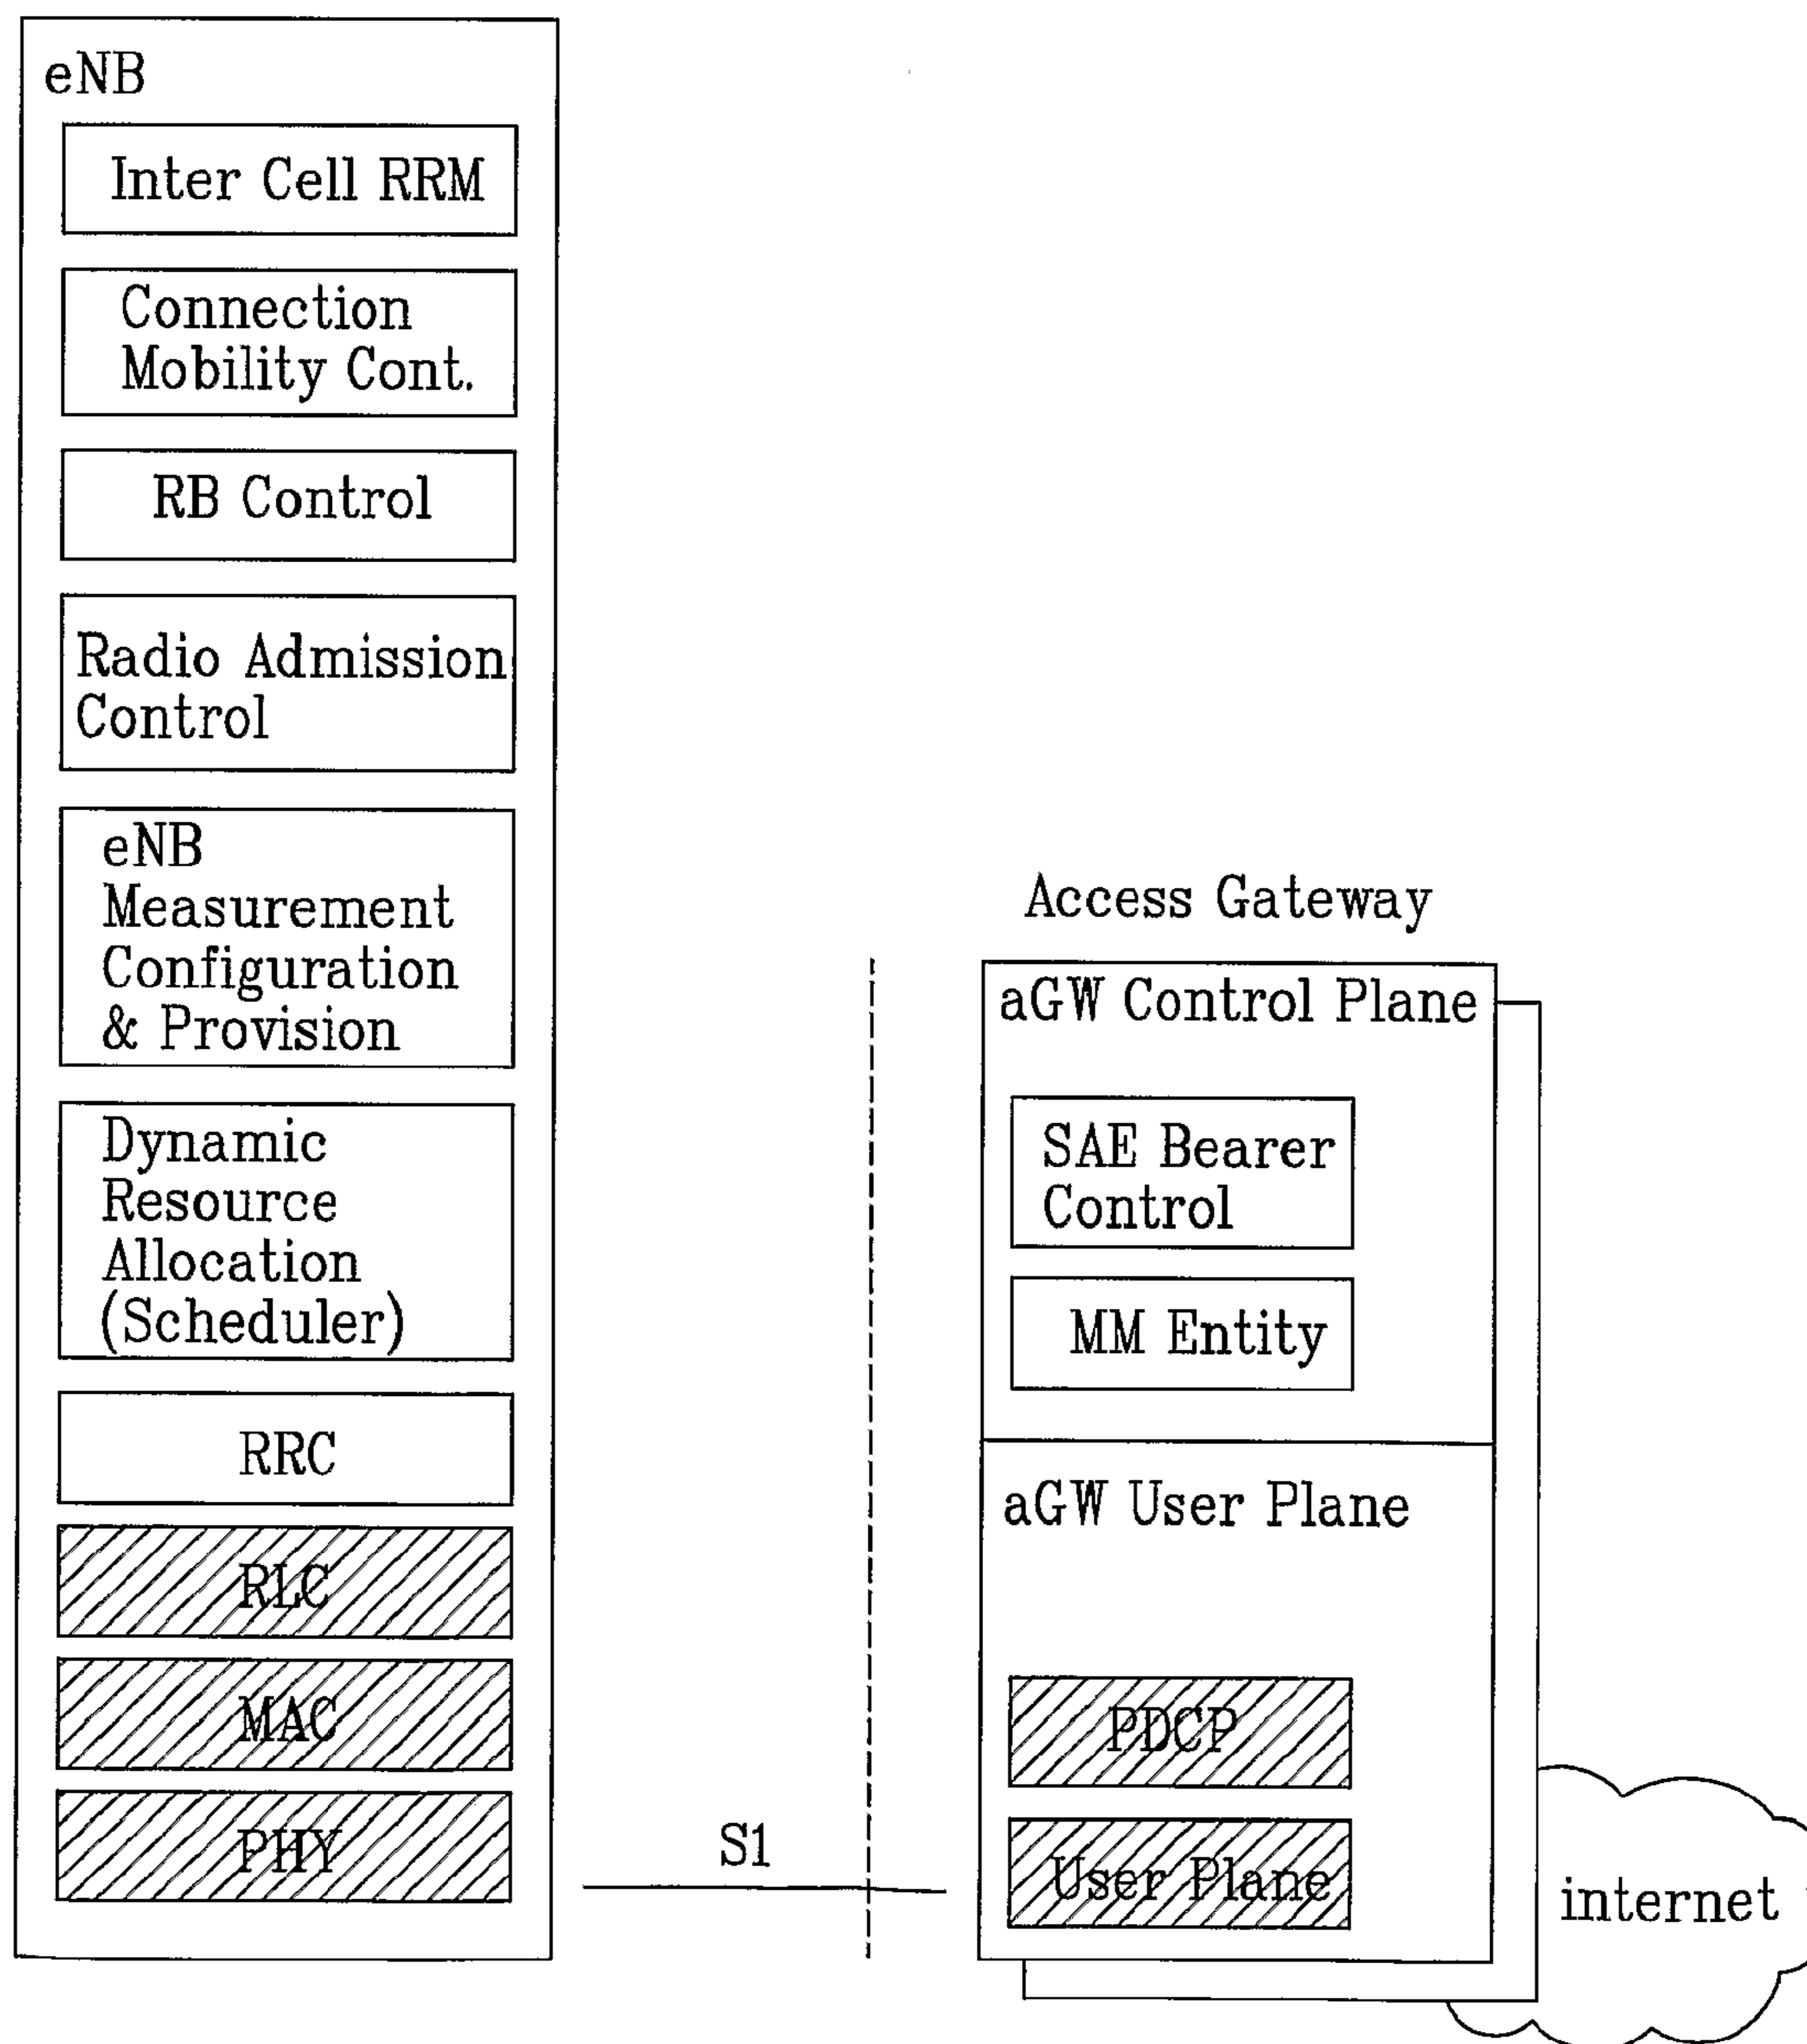 eNB
Inter Cell RRM
Connection
Mobility Cont.
RB Control
Radio Admission
Control
eNB
Measurement
Configuration
& Provision
Dynamic
Resource
Allocation
(Scheduler)
RRC
RLC
MAC
PHY
S1
Access Gateway
aGW Control Plane
SAE Bearer
Control
MM Entity
aGW User Plane
PDCP
User Plane
internet